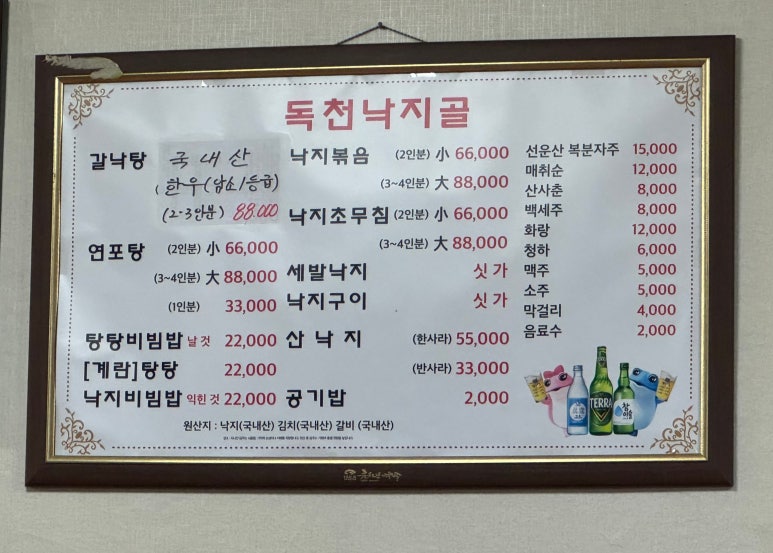 독천낙지골
갈낙탕 국내산
한우(암소1등급)
(2-3인분) 88.000
연포탕 (2인분) 小 66,000
(3~4인분) 大 88,000
(1인분) 33,000
탕탕비빔밥 날 것 22,000
[계란]탕탕 22,000
낙지비빔밥 익힌 것 22,000
낙지볶음 (2인분) 小 66,000
(3~4인분) 大 88,000
낙지초무침 (2인분) 小 66,000
(3~4인분) 大 88,000
세발낙지 싯가
낙지구이 싯가
산 낙지 (한사라) 55,000
(반사라) 33,000
공기밥 2,000
선운산 복분자주 15,000
매취순 12,000
산사춘 8,000
백세주 8,000
화랑 12,000
청하 6,000
맥주 5,000
소주 5,000
막걸리 4,000
음료수 2,000
TERRA
참이슬
원산지 : 낙지(국내산) 김치(국내산) 갈비 (국내산)